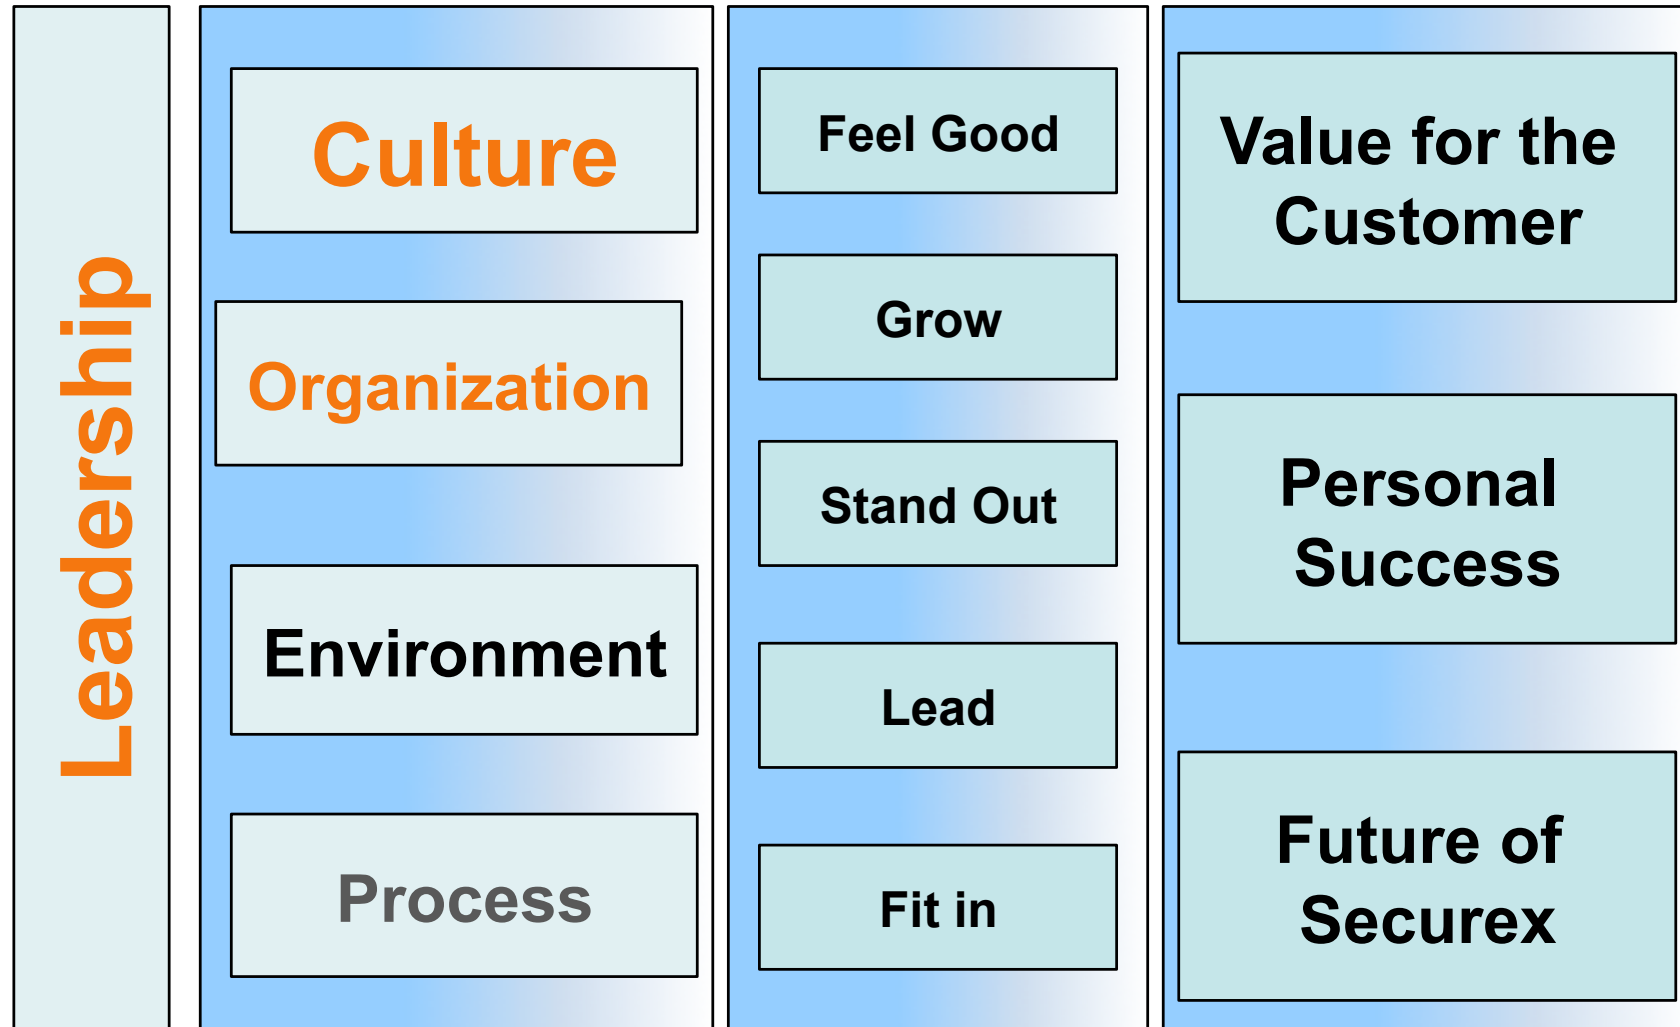 Leadership
Culture
Organization
Environment
Process
Feel Good
Grow
Stand Out
Lead
Fit in
Value for the
Customer
Personal
Success
Future of
Securex